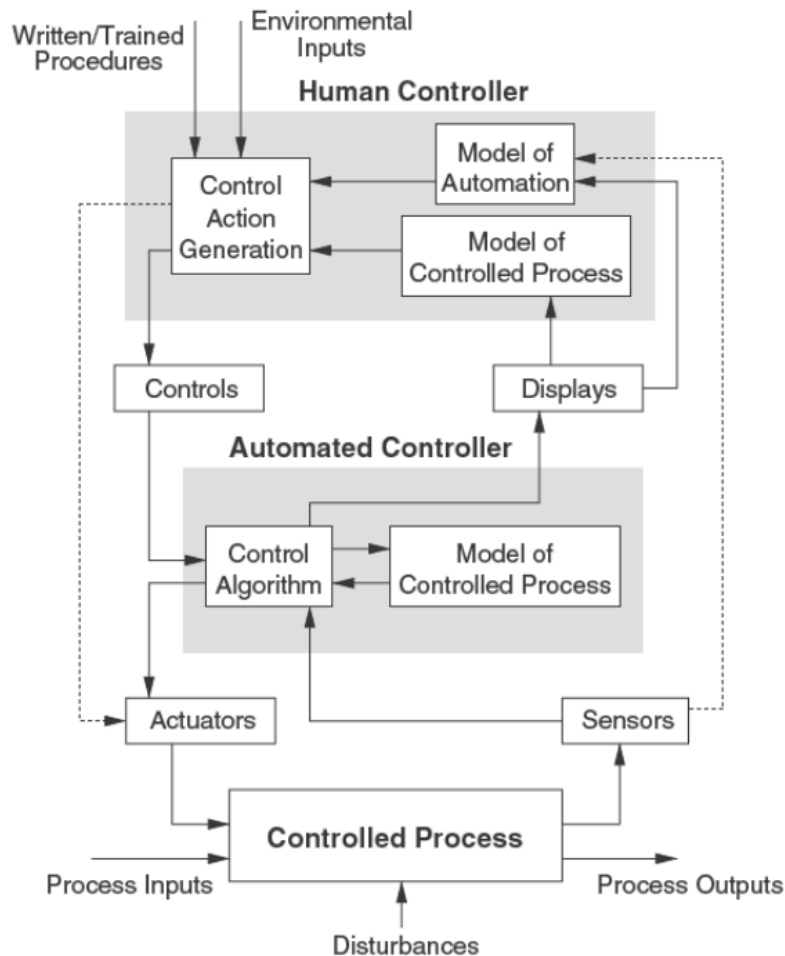 Written/Trained
Procedures
Environmental
Inputs
Human Controller
Control
Action
Generation
Model of
Automation
Model of
Controlled Process
Controls
Displays
Automated Controller
Control
Algorithm
Model of
Controlled Process
Actuators
Sensors
Controlled Process
Process Inputs
Process Outputs
Disturbances